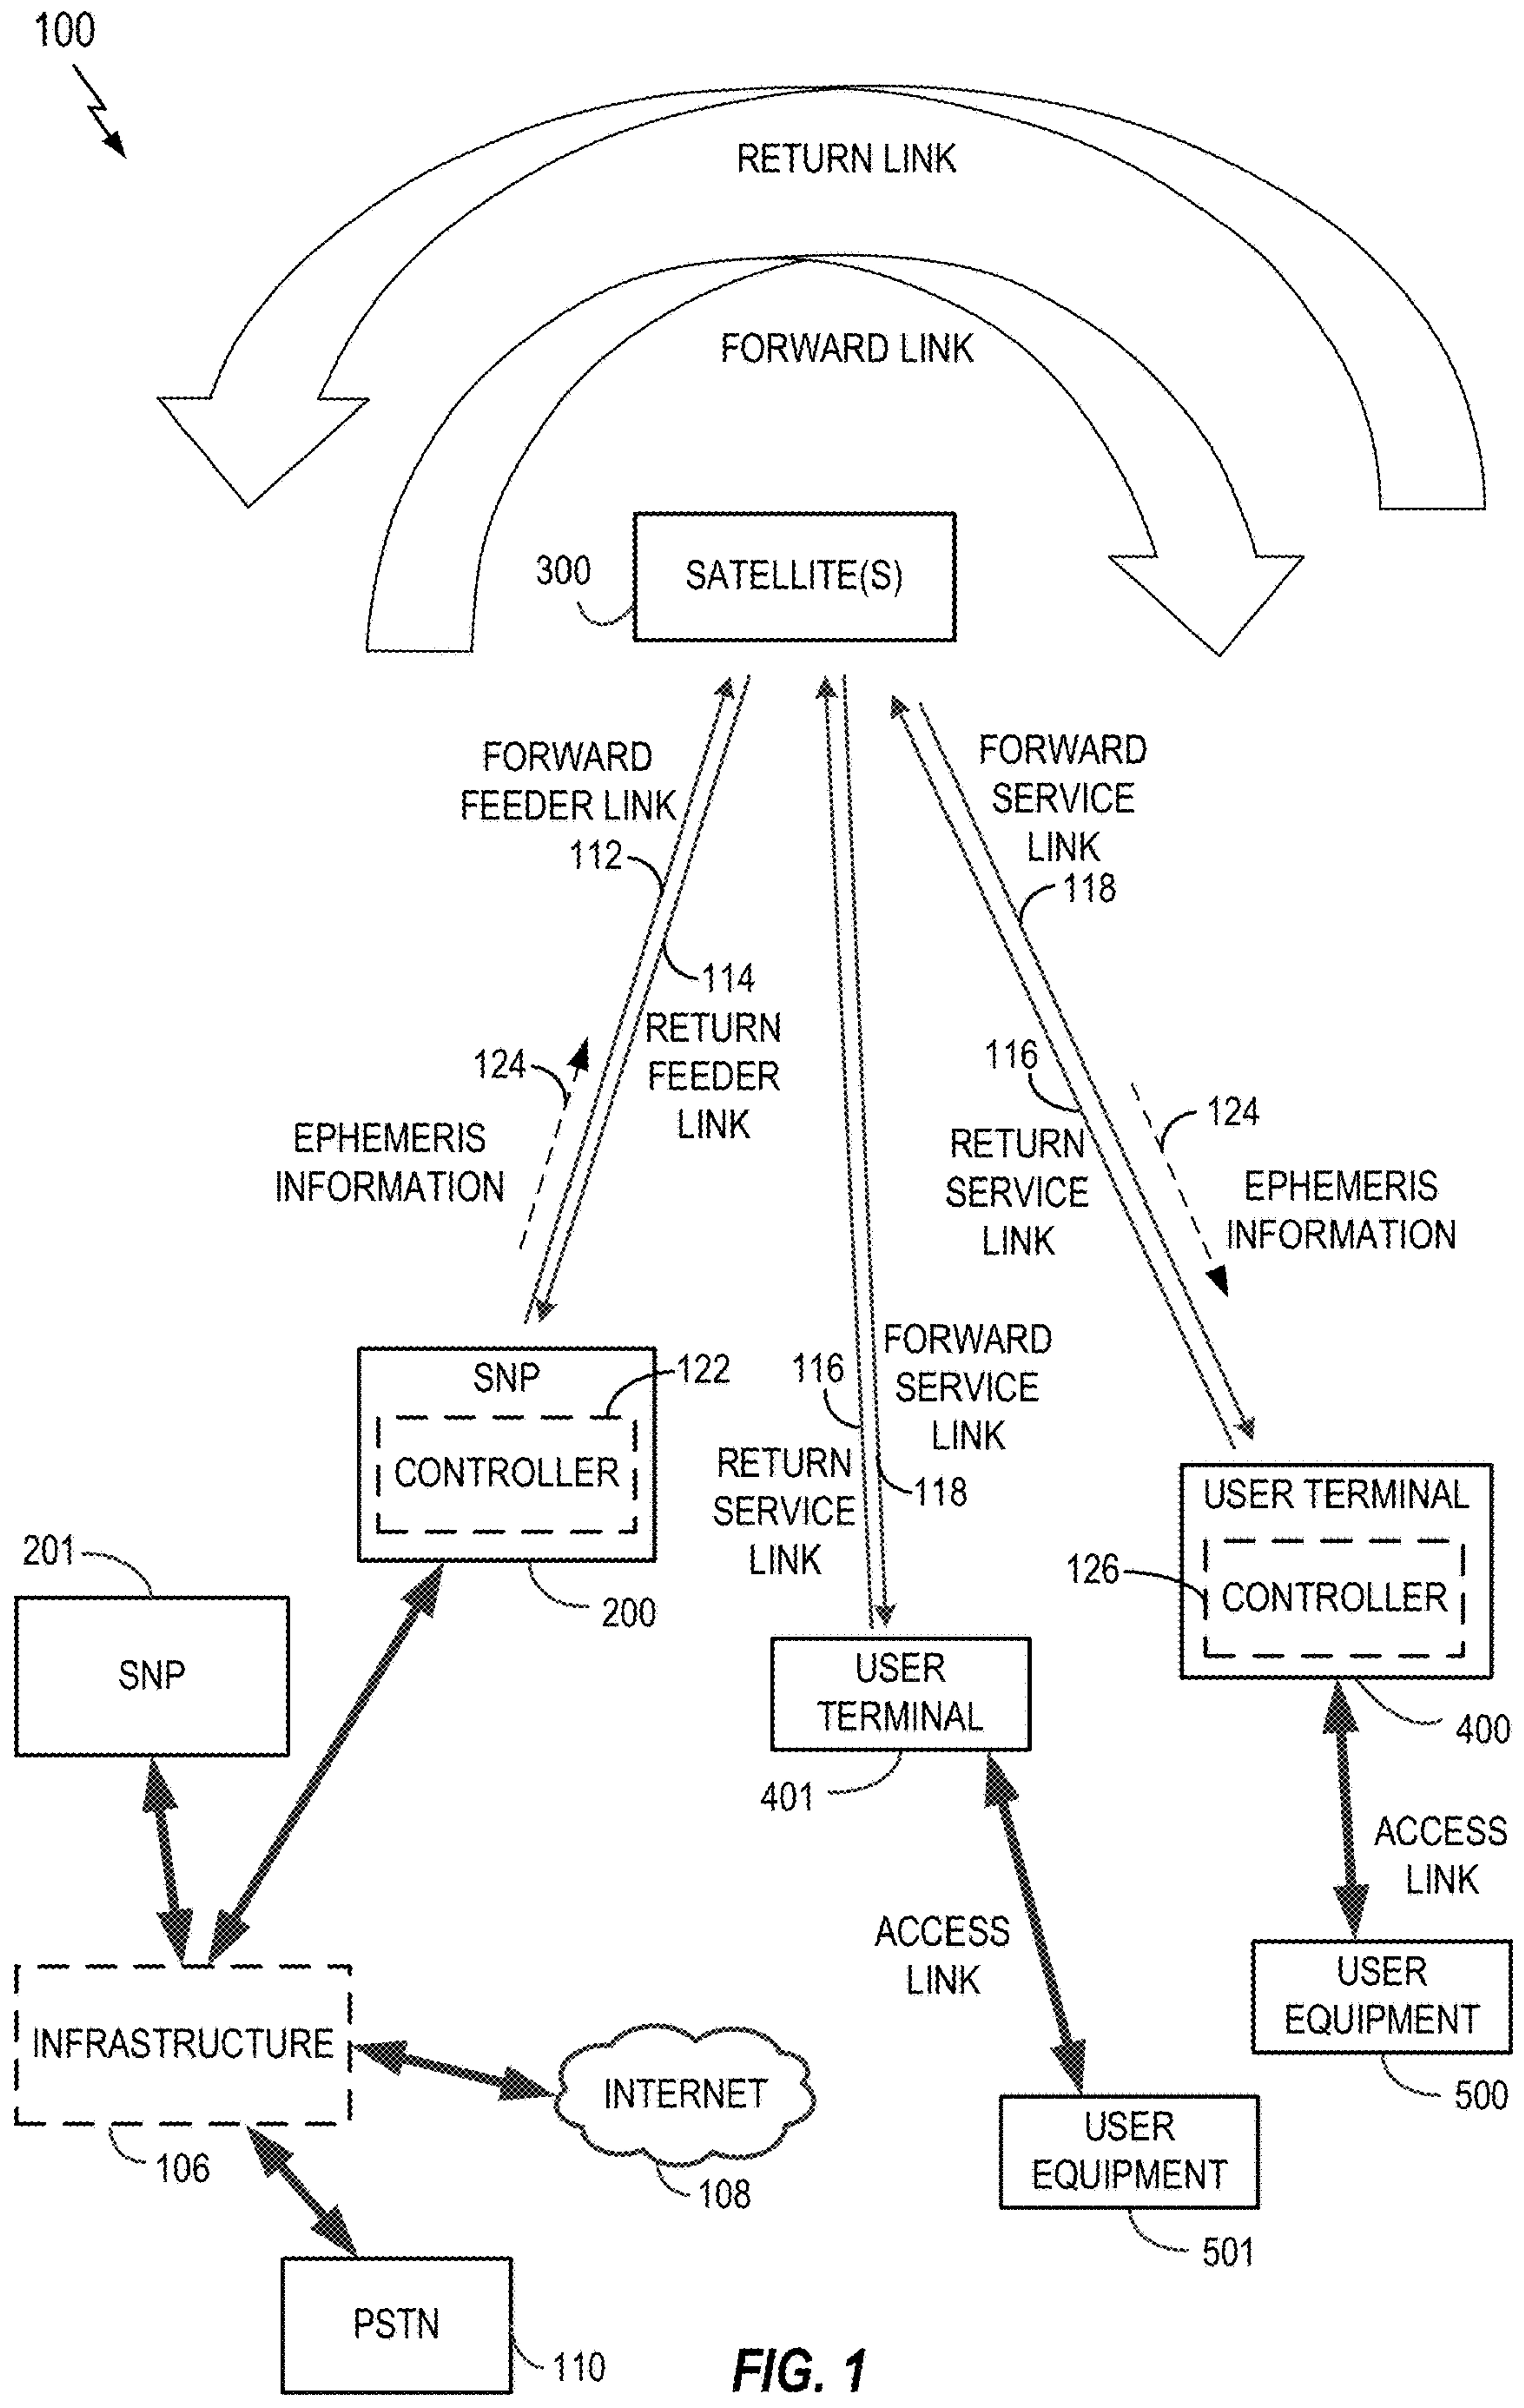 100
RETURN LINK
FORWARD LINK
300
SATELLITE(S)
FORWARD
FEEDER LINK
112
FORWARD
SERVICE
LINK
118
114
RETURN
FEEDER
LINK
124
EPHEMERIS
INFORMATION
116
RETURN
SERVICE
LINK
124
EPHEMERIS
INFORMATION
SNP
122
CONTROLLER
200
116
FORWARD
SERVICE
LINK
RETURN
SERVICE
LINK
118
USER TERMINAL
126
CONTROLLER
400
201
SNP
USER
TERMINAL
401
ACCESS
LINK
ACCESS
LINK
USER
EQUIPMENT
500
INFRASTRUCTURE
106
INTERNET
108
USER
EQUIPMENT
501
PSTN
110
FIG. 1